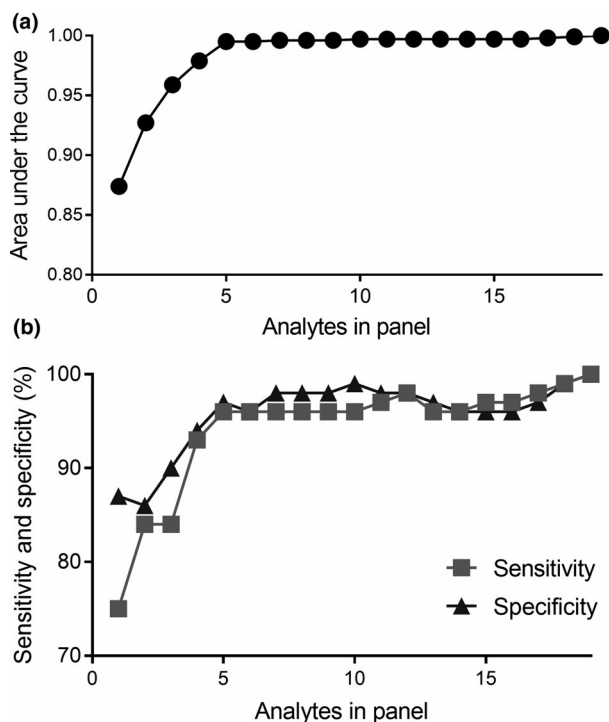 (a)
Area under the curve
1.00
0.95
0.90
0.85
0.80
0 5 10 15
Analytes in panel
(b)
Sensitivity and specificity (%)
100
90
80
70
Sensitivity
Specificity
0 5 10 15
Analytes in panel